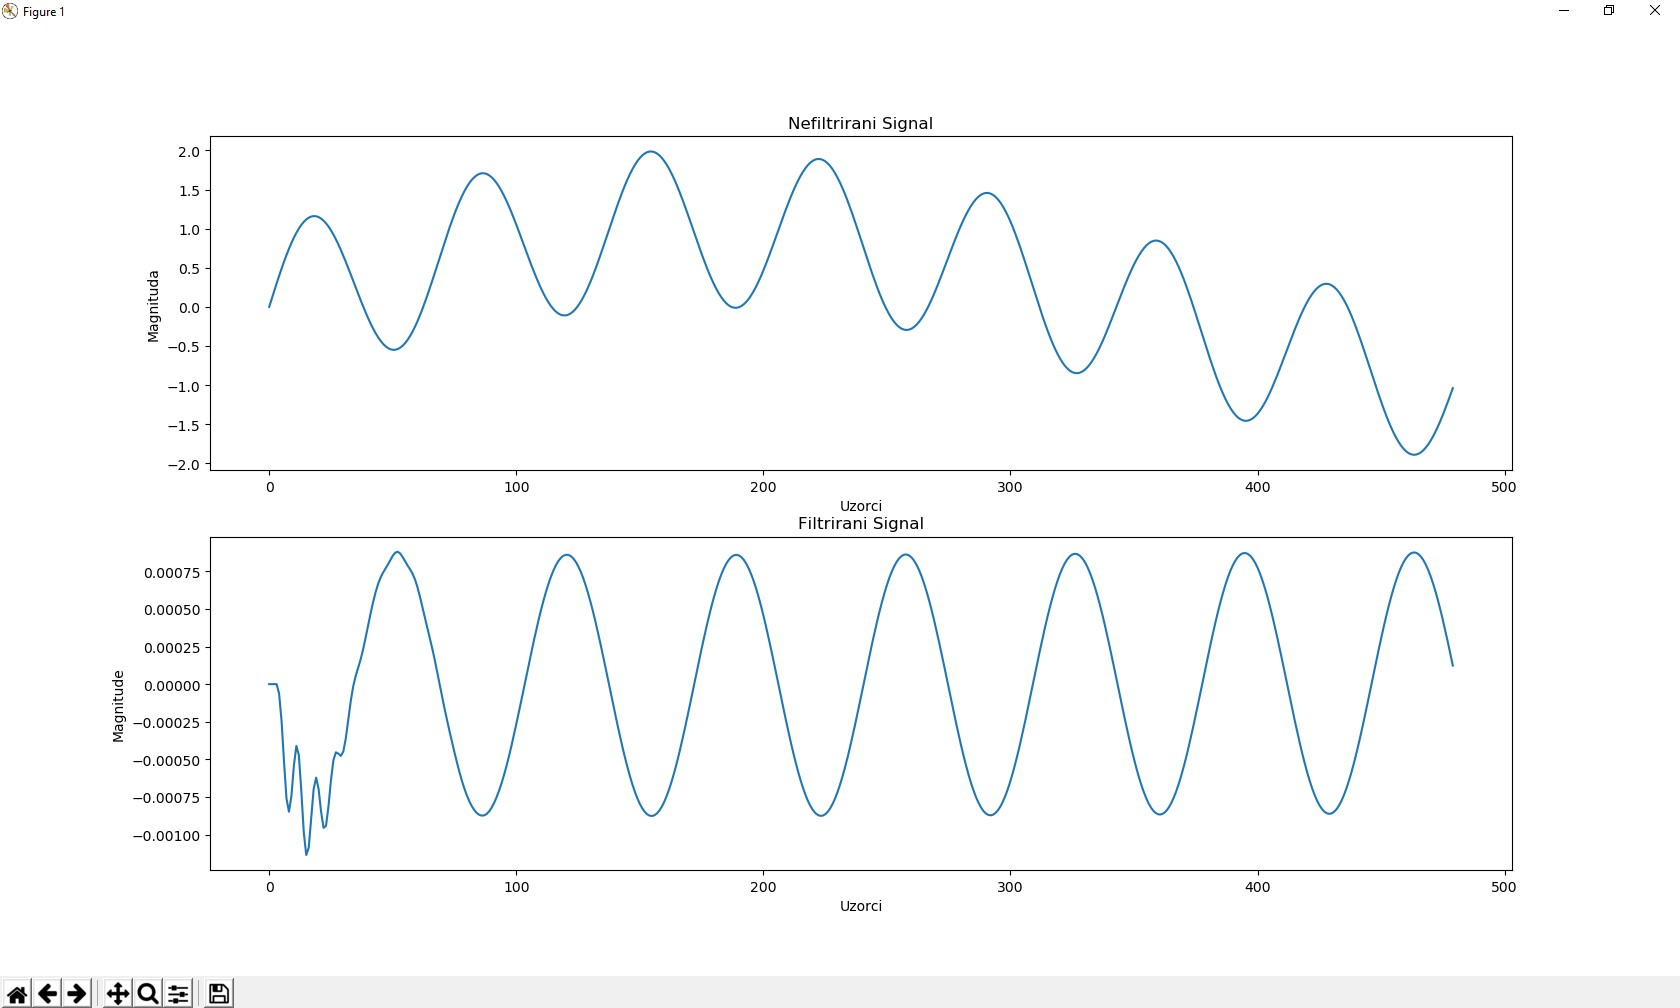 Figure 1
Nefiltrirani Signal
Magnituda
2.0
1.5
1.0
0.5
0.0
−0.5
−1.0
−1.5
−2.0
0 100 200 300 400 500
Uzorci
Filtrirani Signal
Magnitude
0.00075
0.00050
0.00025
0.00000
−0.00025
−0.00050
−0.00075
−0.00100
0 100 200 300 400 500
Uzorci